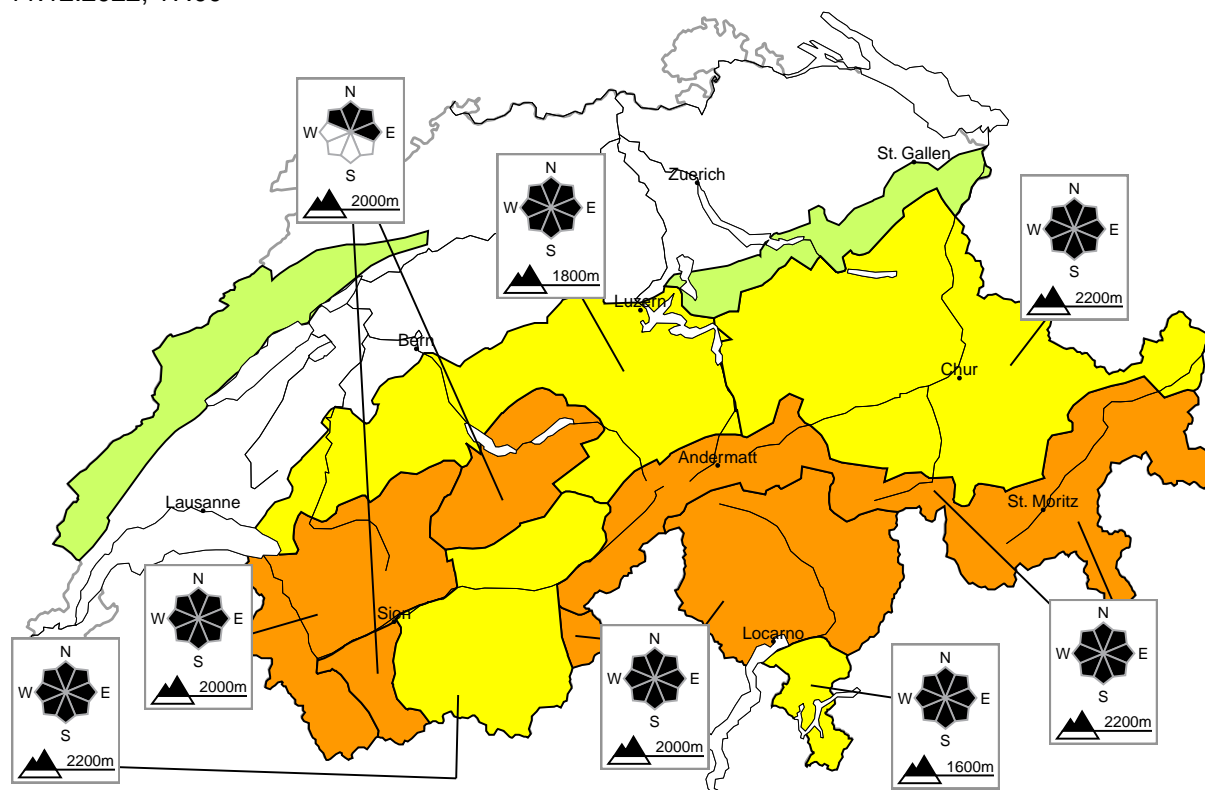 N
W E
S
2000m
St. Gallen
Zuerich
N
W E
S
1800m
N
W E
S
2200m
Luzern
Bern
Chur
Andermatt
Lausanne
St. Moritz
N
W E
S
2000m
Sion
Locarno
N
W E
S
2200m
N
W E
S
2000m
N
W E
S
1600m
N
W E
S
2200m